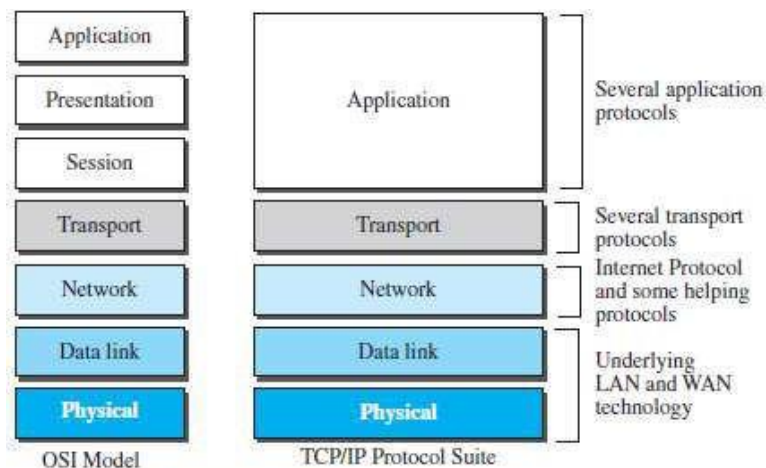 Application
Presentation
Session
Transport
Network
Data link
Physical
OSI Model
Application
Transport
Network
Data link
Physical
TCP/IP Protocol Suite
Several application
protocols
Several transport
protocols
Internet Protocol
and some helping
protocols
Underlying
LAN and WAN
technology